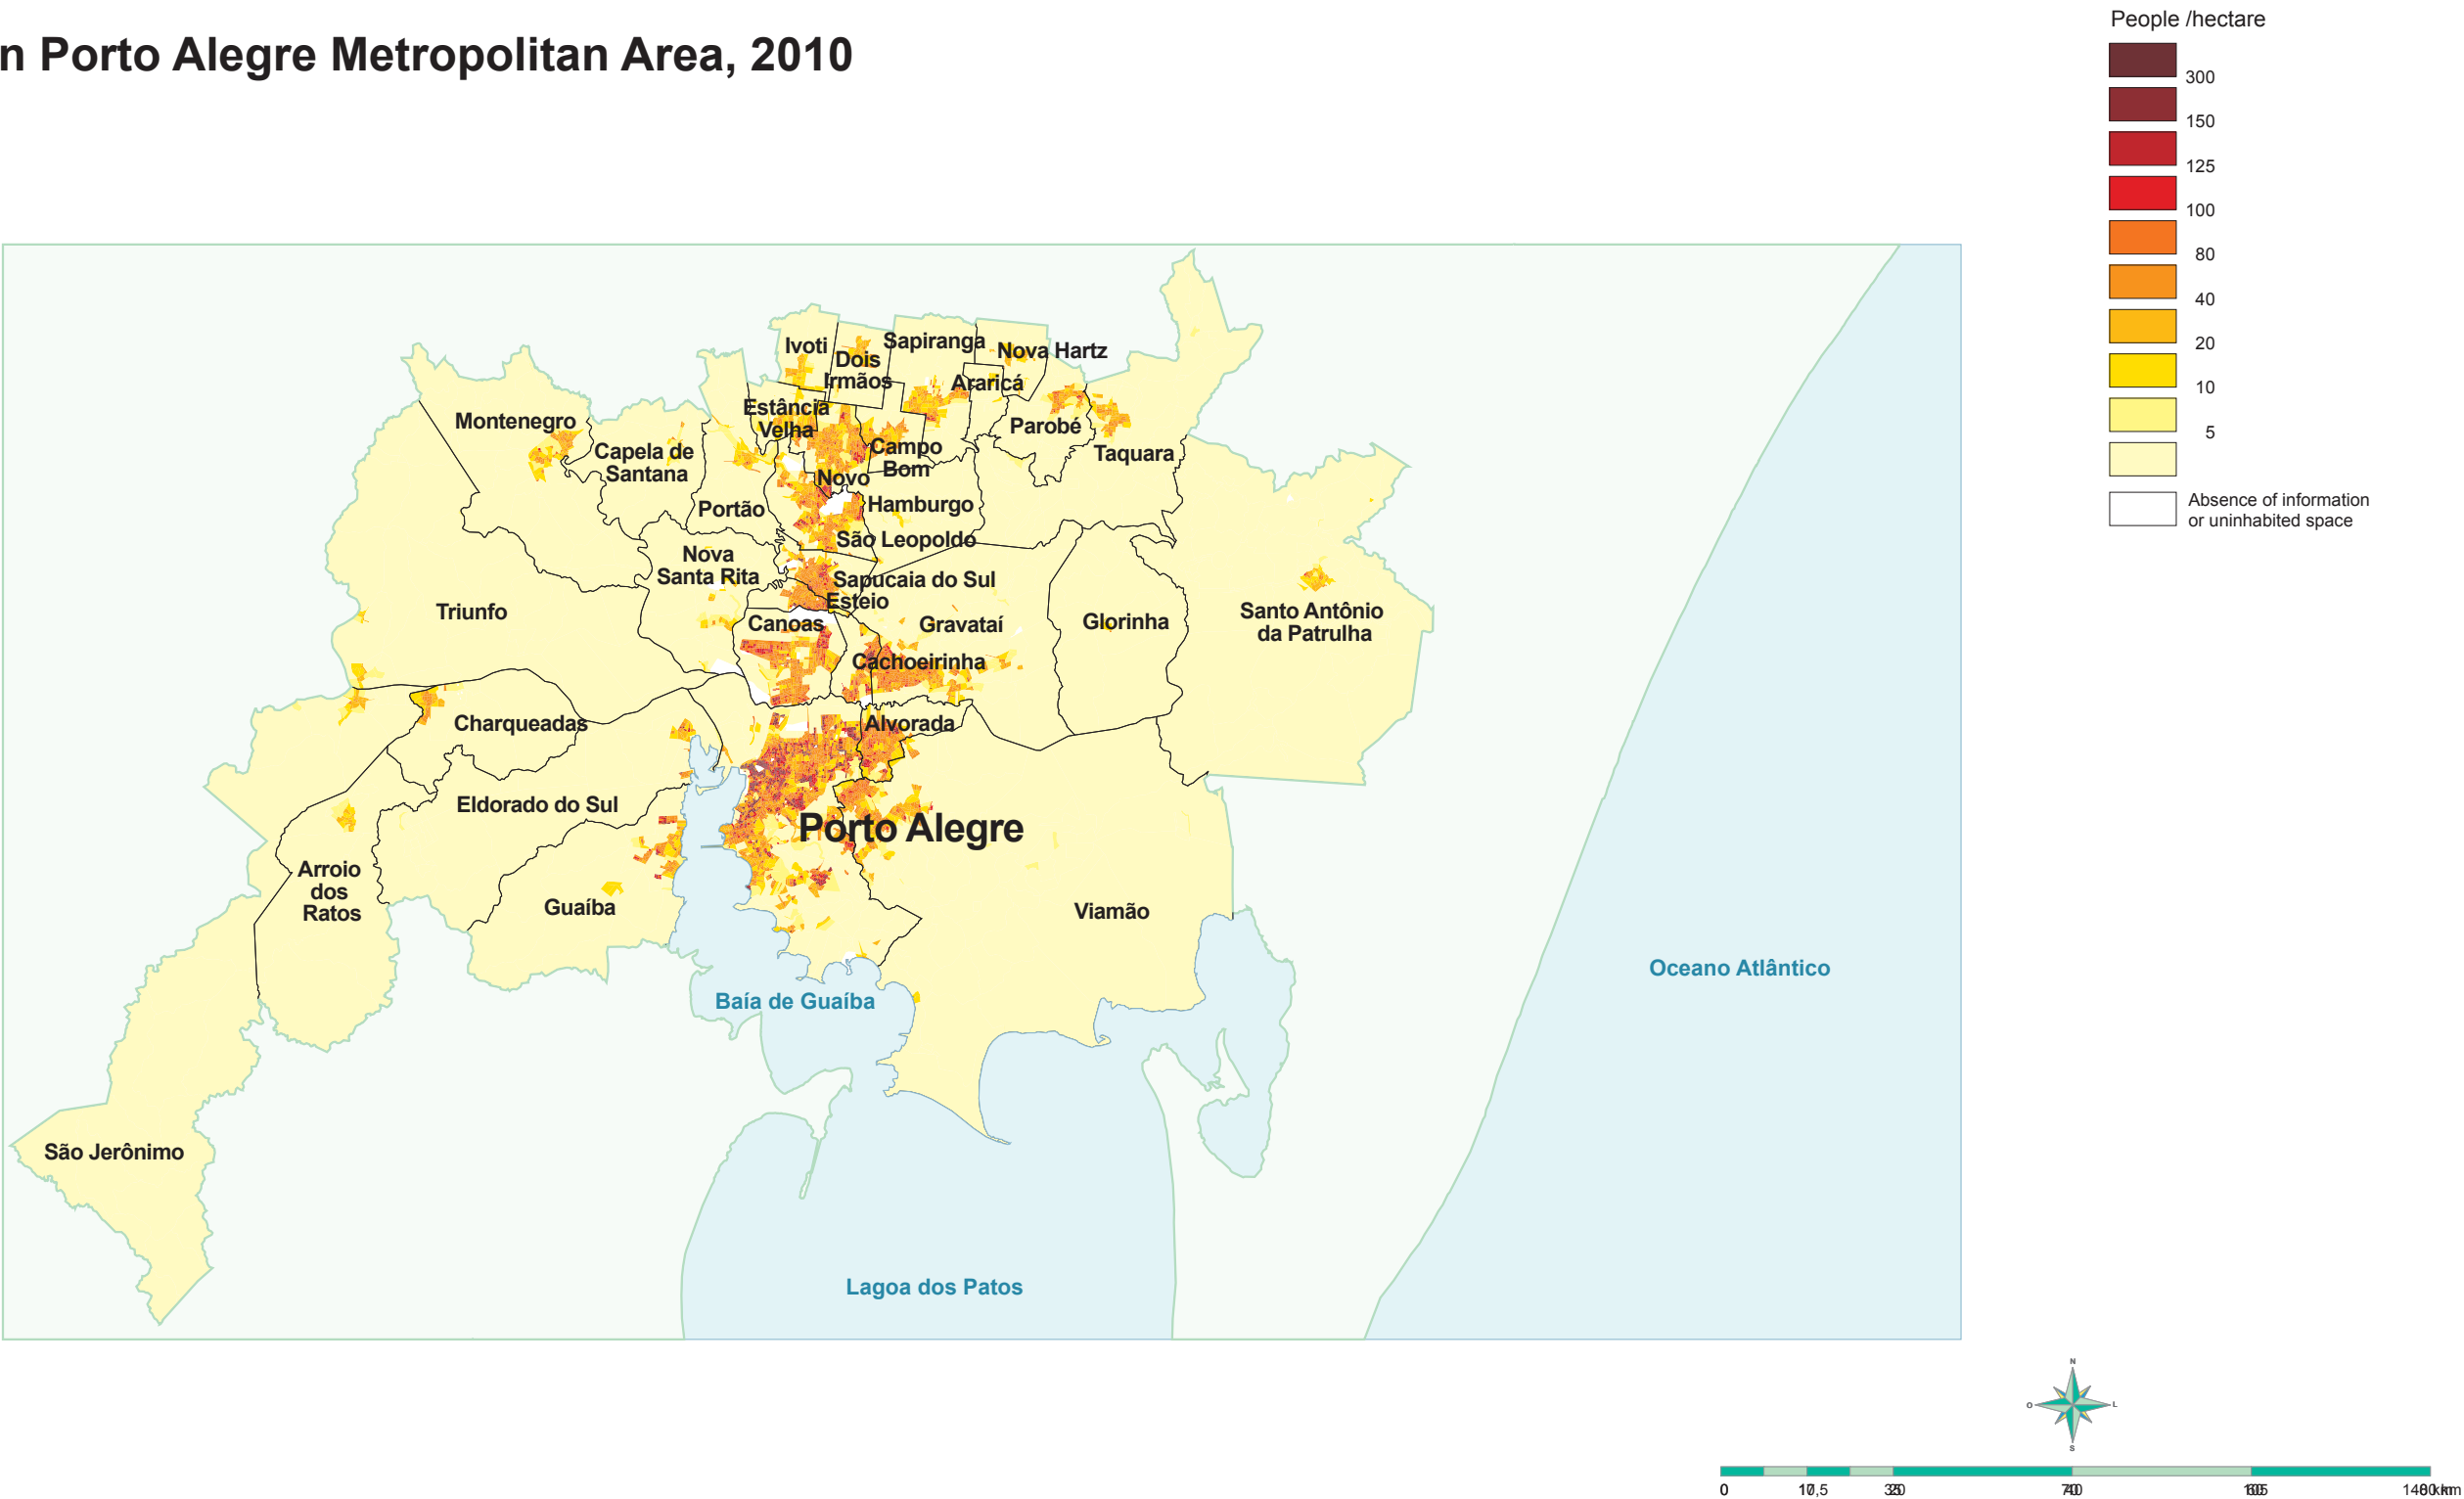 n Porto Alegre Metropolitan Area, 2010
People /hectare
300
150
125
100
80
40
20
10
5
Absence of information
or uninhabited space
Ivoti
Dois
Irmãos
Sapiranga
Nova Hartz
Araricá
Estância
Velha
Montenegro
Capela de
Santana
Campo
Bom
Parobé
Taquara
Novo
Hamburgo
Portão
São Leopoldo
Nova
Santa Rita
Sapucaia do Sul
Esteio
Triunfo
Canoas
Gravataí
Glorinha
Santo Antônio
da Patrulha
Cachoeirinha
Charqueadas
Alvorada
Eldorado do Sul
Porto Alegre
Arroio
dos
Ratos
Guaíba
Viamão
Oceano Atlântico
Baía de Guaíba
São Jerônimo
Lagoa dos Patos
N
O
L
S
0